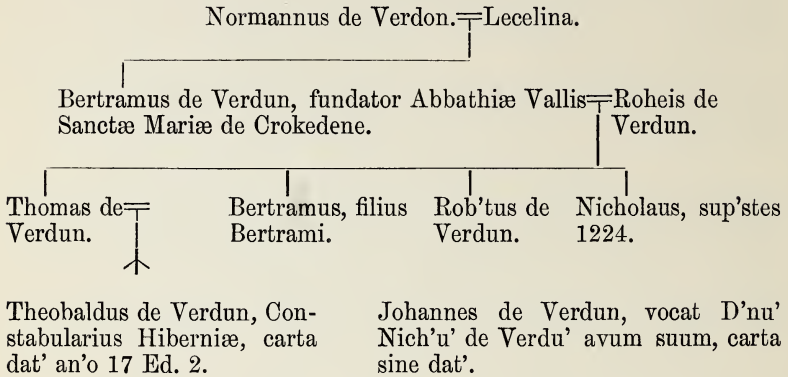 Normannus de Verdon. Lecelina.
Bertramus de Verdun, fundator Abbathiæ Vallis Roheis de
Sanctæ Mariæ de Crokedene. Verdun.
Thomas de Bertramus, filius Rob'tus de Nicholaus, sup'stes
Verdun. Bertrami. Verdun. 1224.
Theobaldus de Verdun, Con-
stabularius Hiberniæ, carta
dat' an'o 17 Ed. 2.
Johannes de Verdun, vocat D'nu'
Nich'u' de Verdu' avum suum, carta
sine dat'.